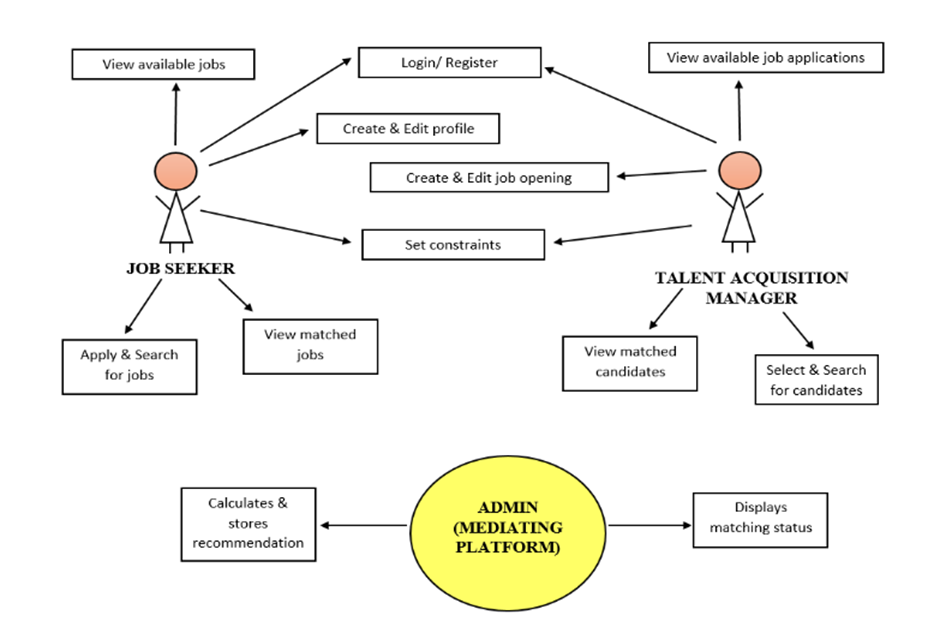 View available jobs
Login/ Register
View available job applications
Create & Edit profile
Create & Edit job opening
Set constraints
JOB SEEKER
TALENT ACQUISITION
MANAGER
Apply & Search
for jobs
View matched
jobs
View matched
candidates
Select & Search
for candidates
Calculates &
stores
recommendation
ADMIN
(MEDIATING
PLATFORM)
Displays
matching status